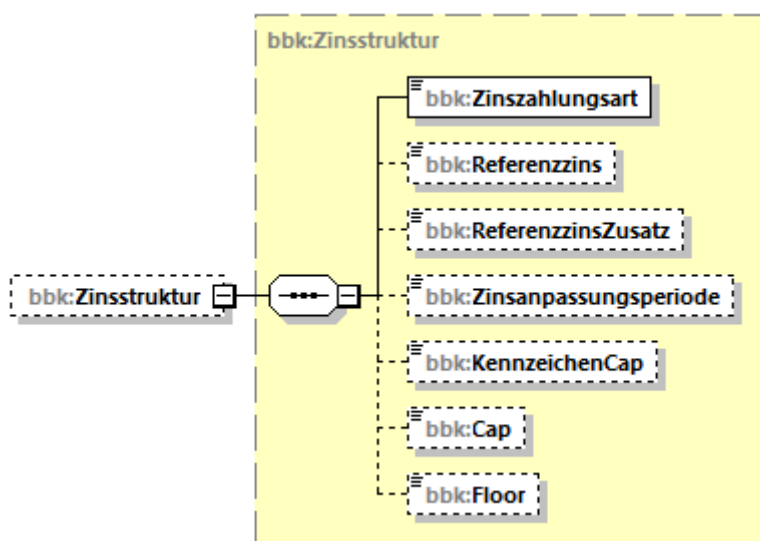 bbk:Zinsstruktur
bbk:Zinszahlungsart
bbk:Referenzzins
bbk:ReferenzzinsZusatz
bbk:Zinsstruktur
bbk:Zinsanpassungsperiode
bbk:KennzeichenCap
bbk:Cap
bbk:Floor